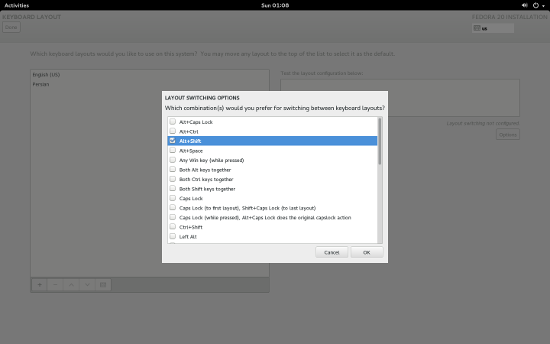 Activities
Sun 01:08
KEYBOARD LAYOUT
FEDORA 20 INSTALLATION
Done
us
Which keyboard layouts would you like to use on this system? You may move any layout to the top of the list to select it as the default.
English (US)
Persian
Test the layout configuration below:
Layout switching not configured.
Options
LAYOUT SWITCHING OPTIONS
Which combination(s) would you prefer for switching between keyboard layouts?
Alt+Caps Lock
Alt+Ctrl
Alt+Shift
Alt+Space
Any Win key (while pressed)
Both Alt keys together
Both Ctrl keys together
Both Shift keys together
Caps Lock
Caps Lock (to first layout), Shift+Caps Lock (to last layout)
Caps Lock (while pressed), Alt+Caps Lock does the original capslock action
Ctrl+Shift
Left Alt
Cancel
OK